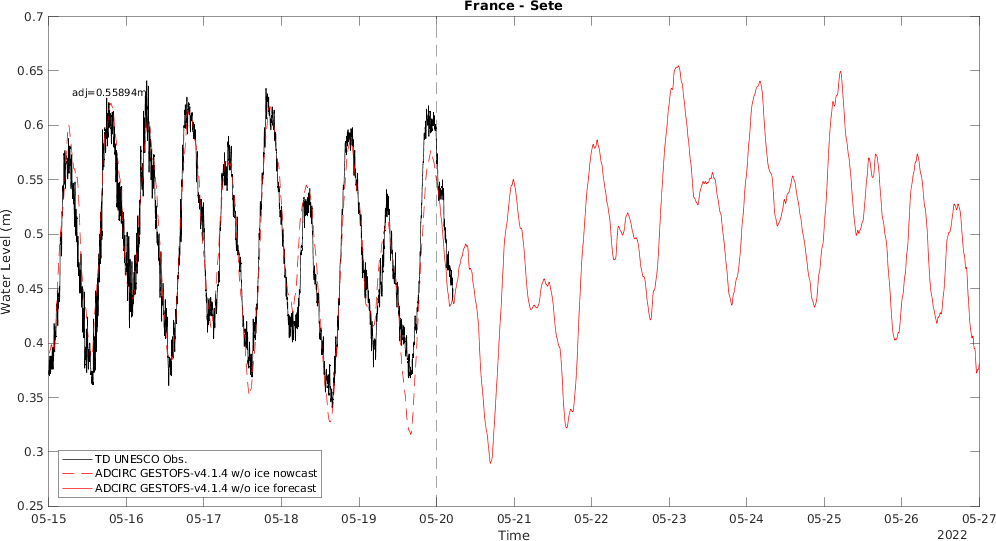 France - Sete
0.7
0.65
0.6
0.55
0.5
0.45
0.4
0.35
0.3
0.25
Water Level (m)
adj=0.55894m
TD UNESCO Obs.
ADCIRC GESTOFS-v4.1.4 w/o ice nowcast
ADCIRC GESTOFS-v4.1.4 w/o ice forecast
05-15 05-16 05-17 05-18 05-19 05-20 05-21 05-22 05-23 05-24 05-25 05-26 05-27
Time
2022